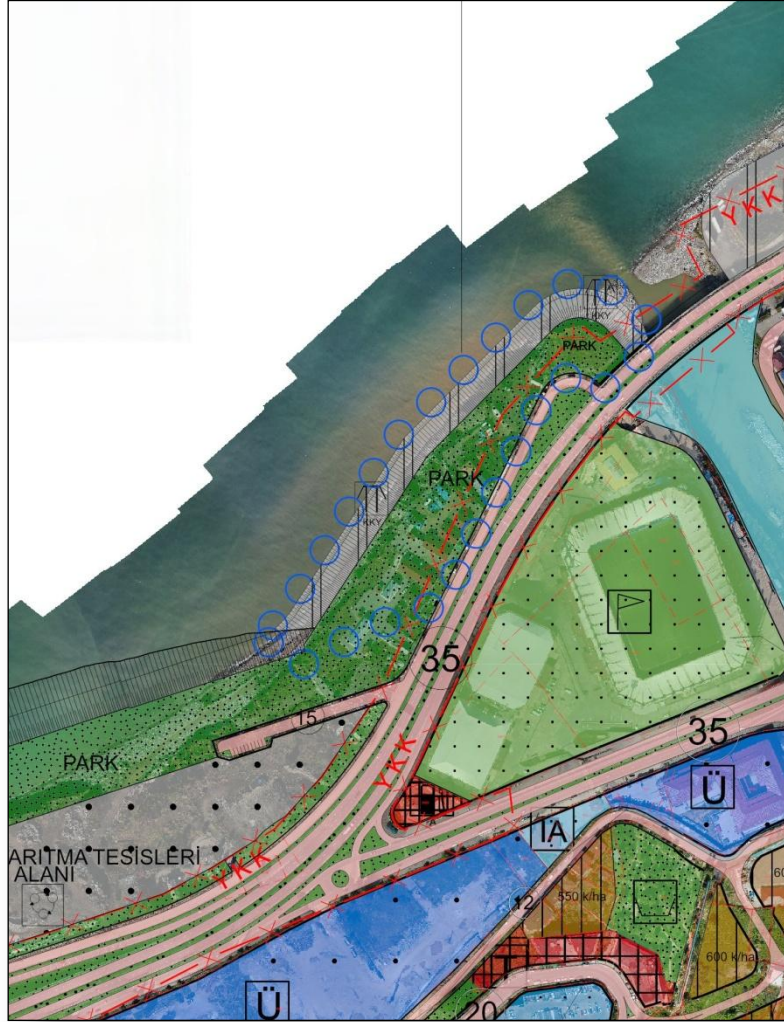 YKK
KKY
PARK
PARK
KKY
35
15
35
YKK
PARK
Ü
İA
ARITMA TESİSLERİ
ALANI
YKK
12
550 k/ha
600 k/ha
T
Ü
20